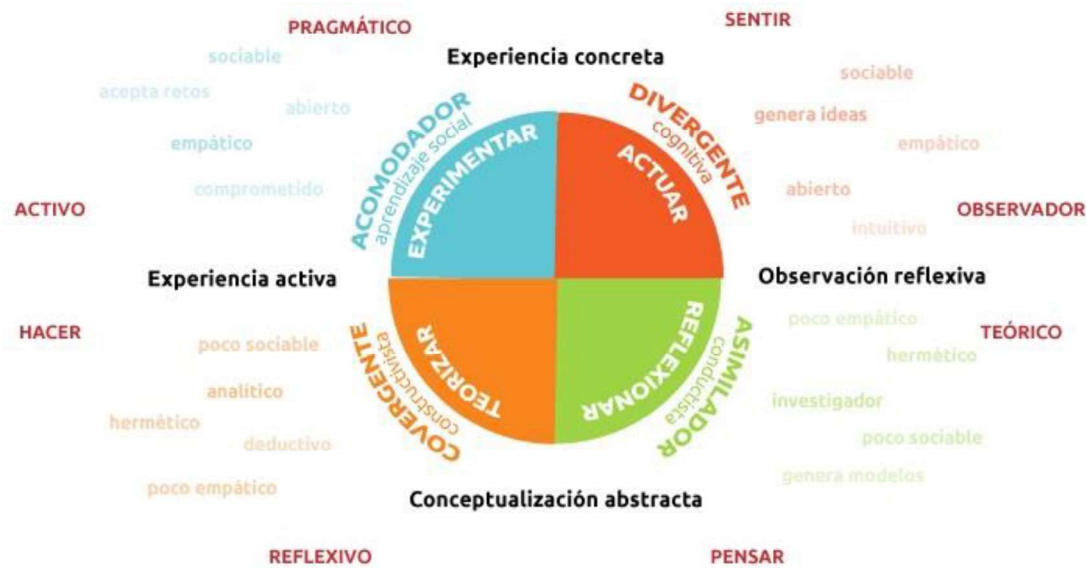 SENTIR
PRAGMÁTICO
sociable
Experiencia concreta
sociable
acepta retos
abierto
genera ideas
empático
empático
comprometido
ACOMODADOR
aprendizaje social
EXPERIMENTAR
DIVERGENTE
cognitiva
ACTUAR
abierto
intuitivo
ACTIVO
OBSERVADOR
Experiencia activa
Observación reflexiva
HACER
poco empático
TEÓRICO
poco sociable
hermético
analítico
investigador
hermético
deductivo
poco sociable
poco empático
genera modelos
COVERGENTE
constructivista
TEORIZAR
REFLEXIONAR
ASIMILADOR
conductista
Conceptualización abstracta
REFLEXIVO
PENSAR